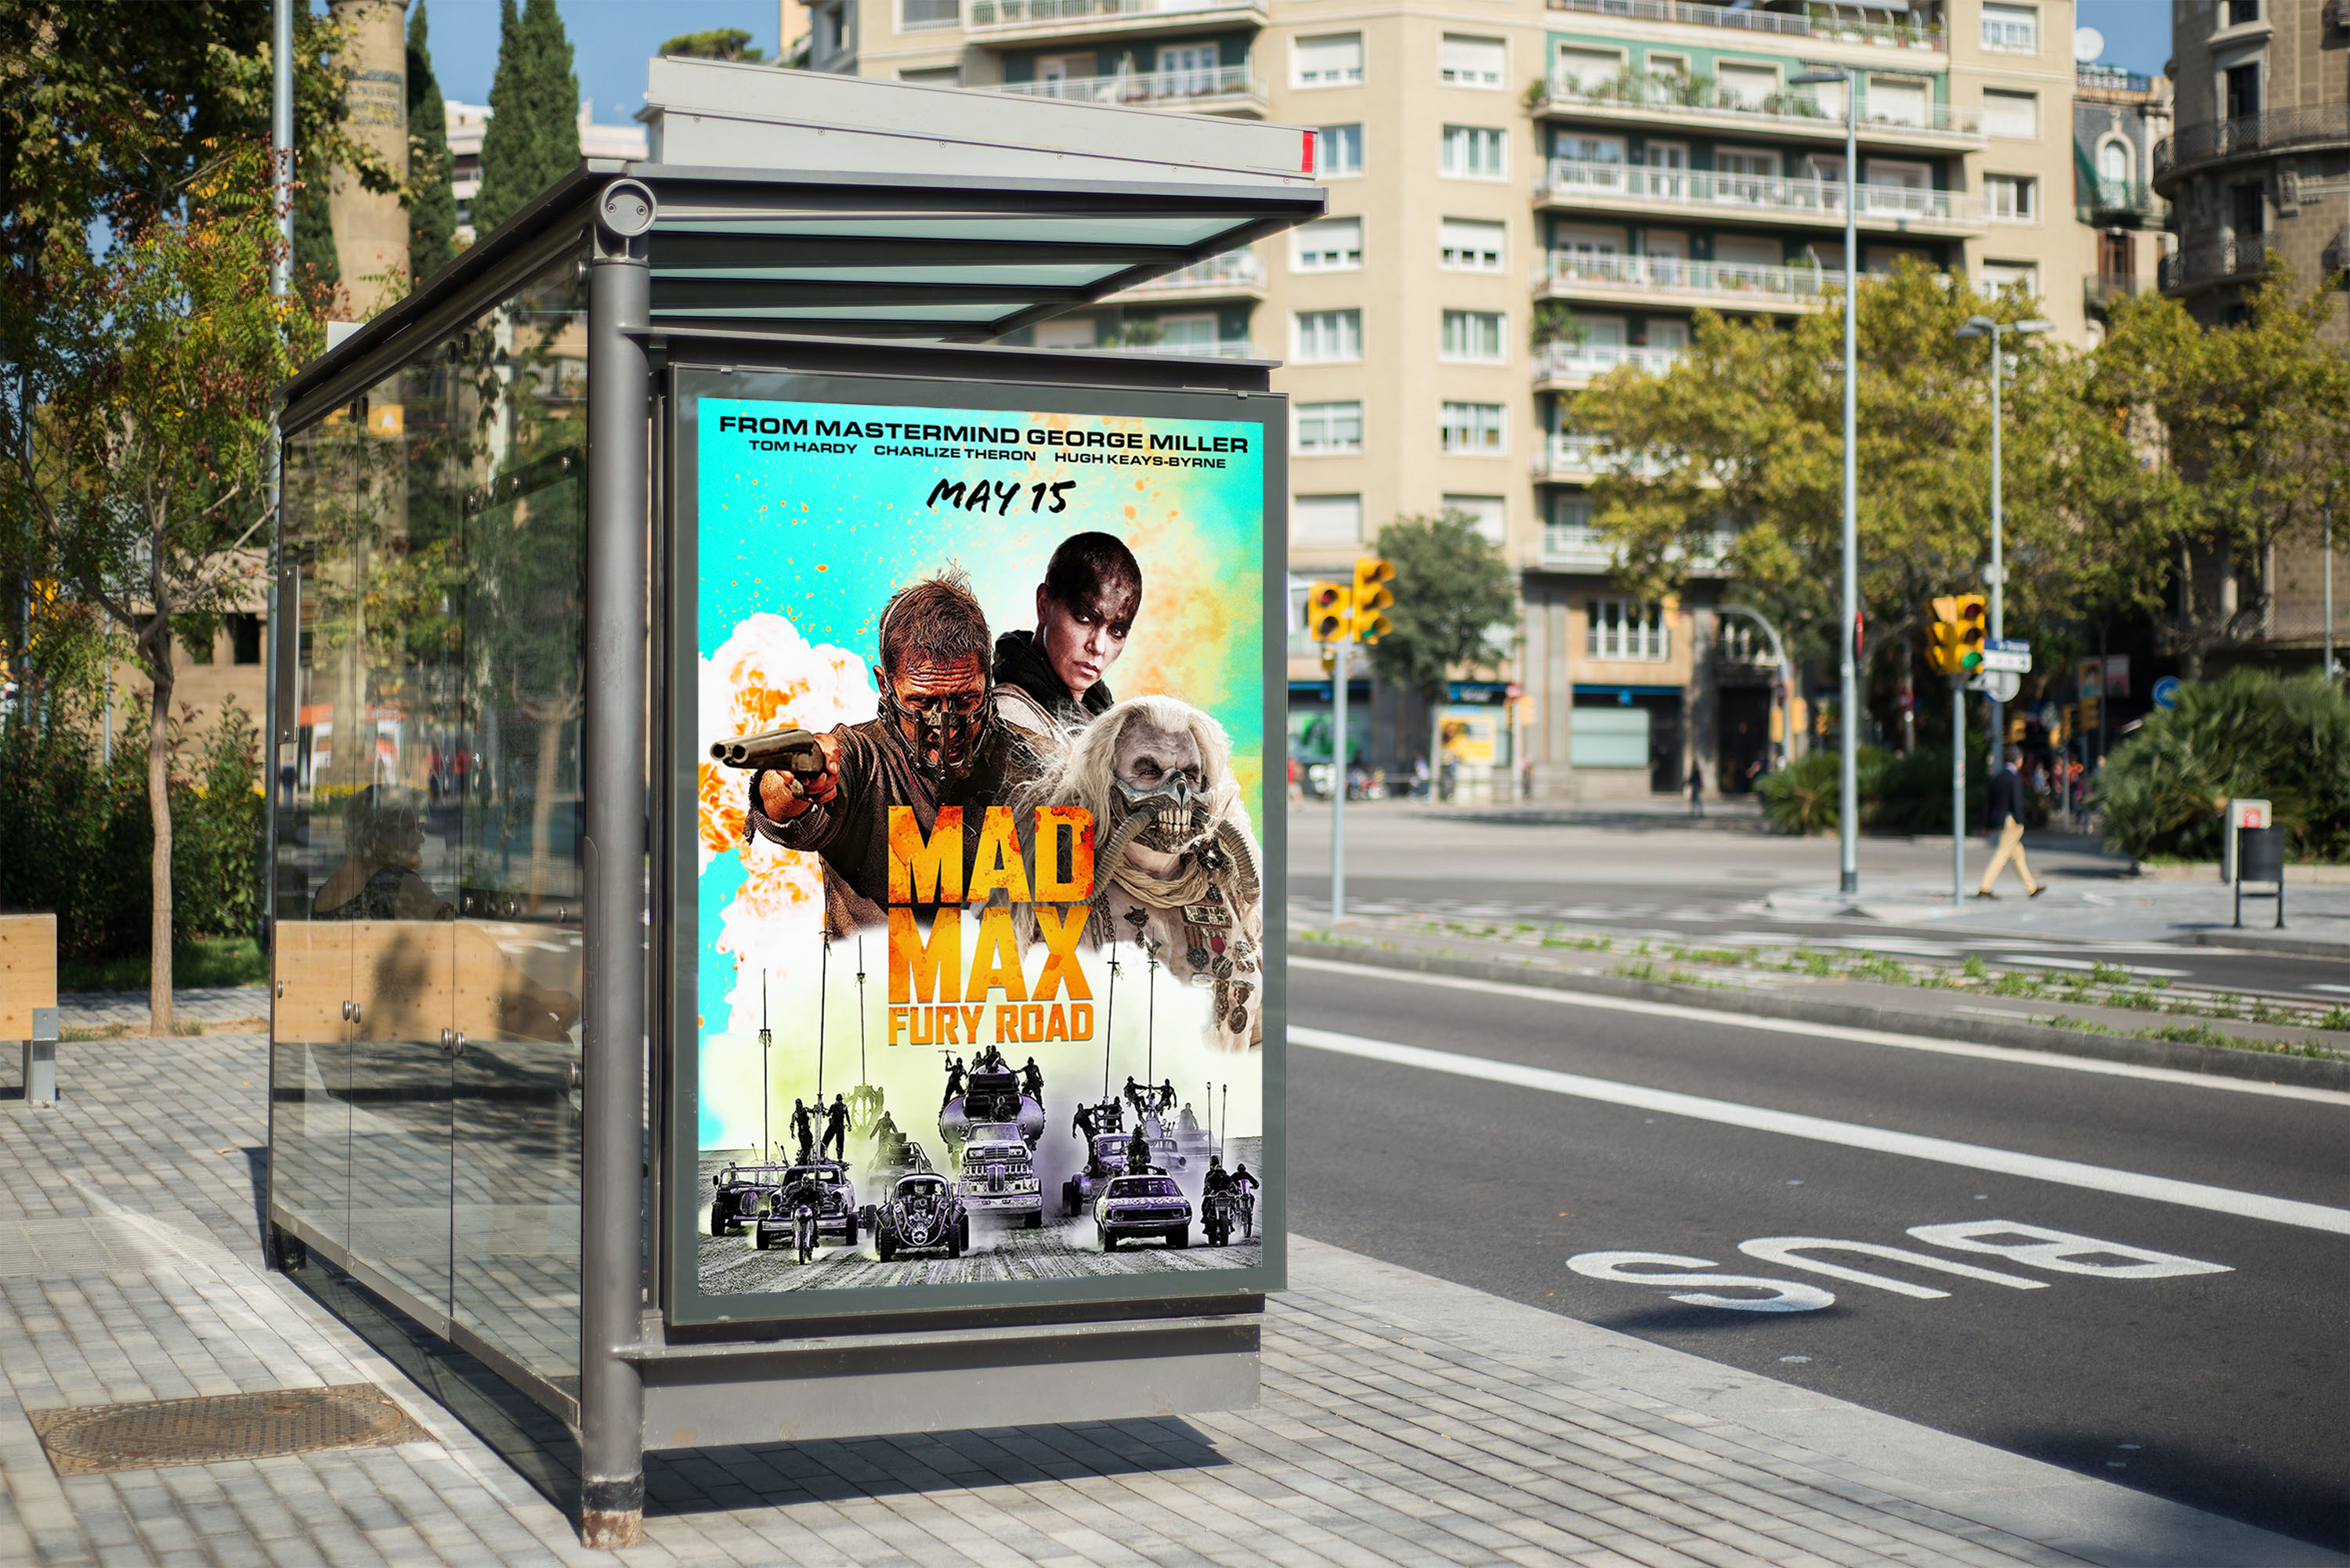 FROM MASTERMIND GEORGE MILLER
TOM HARDY CHARLIZE THERON HUGH KEAYS-BYRNE
MAY 15
MAD
MAX
FURY ROAD
BUS